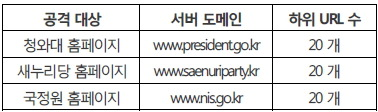 공격 대상 서버 도메인 하위 URL 수
청와대 홈페이지 www.president.go.kr 20 개
새누리당 홈페이지 www.saenuriparty.kr 20 개
국정원 홈페이지 www.nis.go.kr 20 개